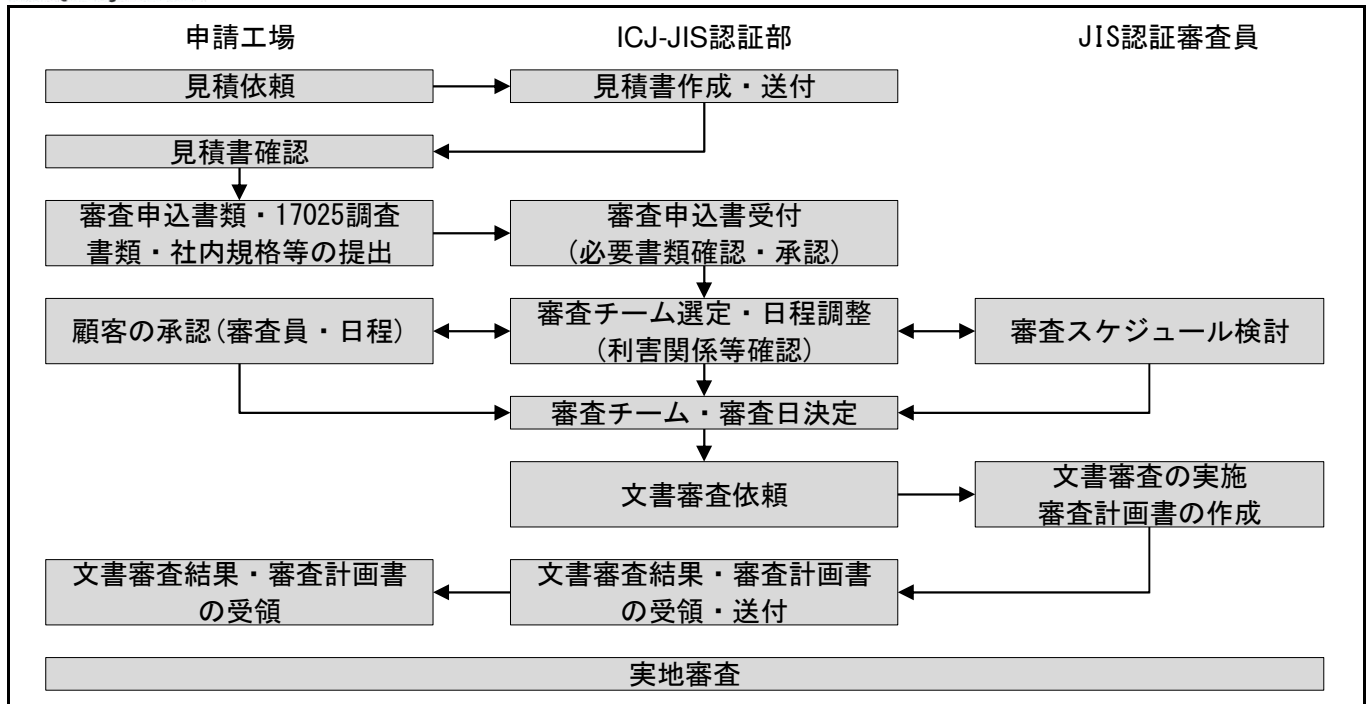 申請工場
ICJ-JIS認証部
JIS認証審査員
見積依頼
見積書作成・送付
見積書確認
審査申込書類・17025調査
書類・社内規格等の提出
審査申込書受付
(必要書類確認・承認)
顧客の承認(審査員・日程)
審査チーム選定・日程調整
(利害関係等確認)
審査スケジュール検討
審査チーム・審査日決定
文書審査依頼
文書審査の実施
審査計画書の作成
文書審査結果・審査計画書
の受領
文書審査結果・審査計画書
の受領・送付
実地審査